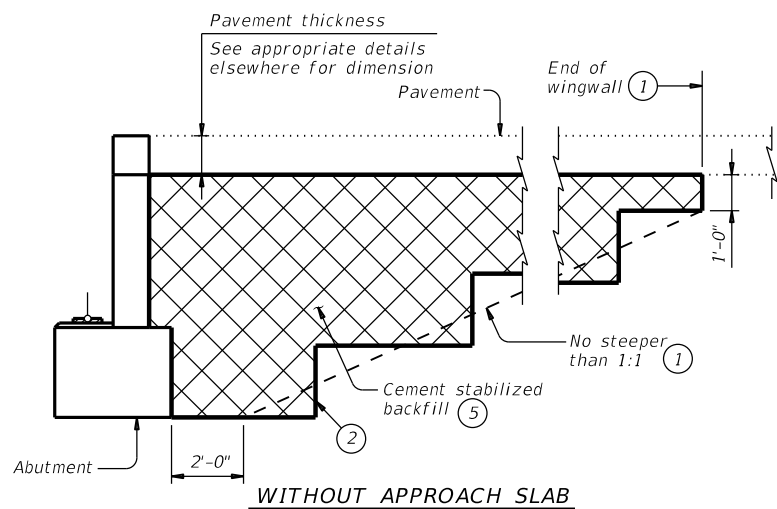 Pavement thickness
See appropriate details
elsewhere for dimension
End of
wingwall 1
Pavement
1'-0"
No steeper
than 1:1 1
Cement stabilized
backfill 5
2
2'-0"
Abutment
WITHOUT APPROACH SLAB